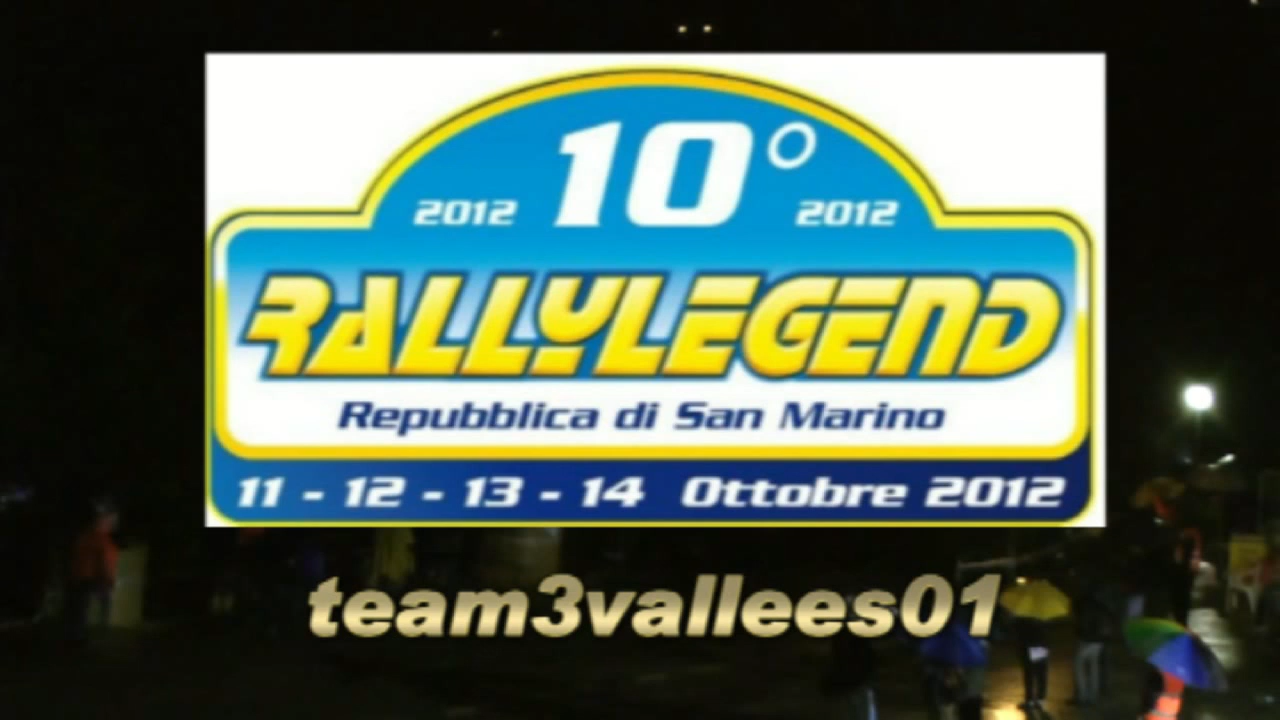 10°
2012 2012
RALLYLEGEND
Repubblica di San Marino
11 - 12 - 13 - 14 Ottobre 2012
team3vallees01